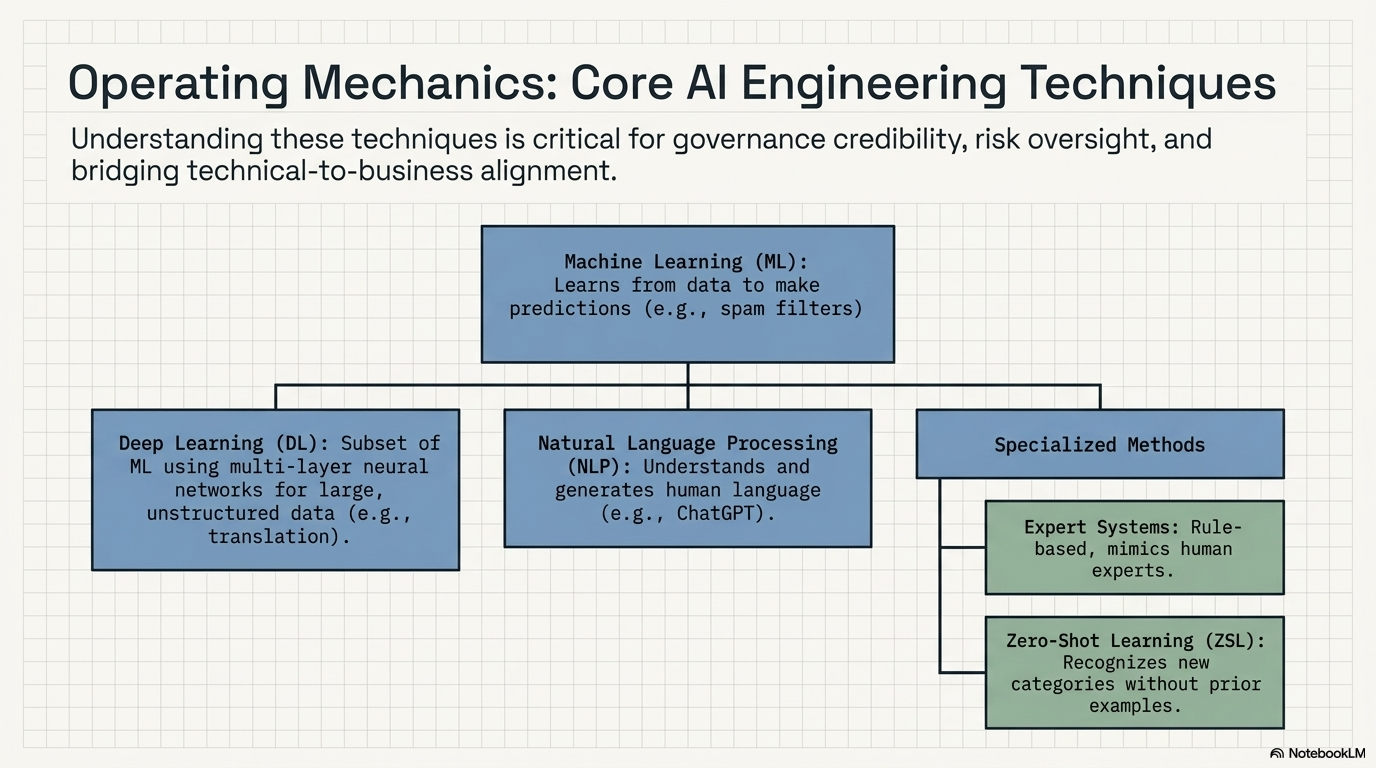 Operating Mechanics: Core AI Engineering Techniques
Understanding these techniques is critical for governance credibility, risk oversight, and
bridging technical-to-business alignment.
Machine Learning (ML):
Learns from data to make
predictions (e.g., spam filters)
Deep Learning (DL): Subset of
ML using multi-layer neural
networks for large,
unstructured data (e.g.,
translation).
Natural Language Processing
(NLP): Understands and
generates human language
(e.g., ChatGPT).
Specialized Methods
Expert Systems: Rule-
based, mimics human
experts.
Zero-Shot Learning (ZSL):
Recognizes new
categories without prior
examples.
NotebookLM